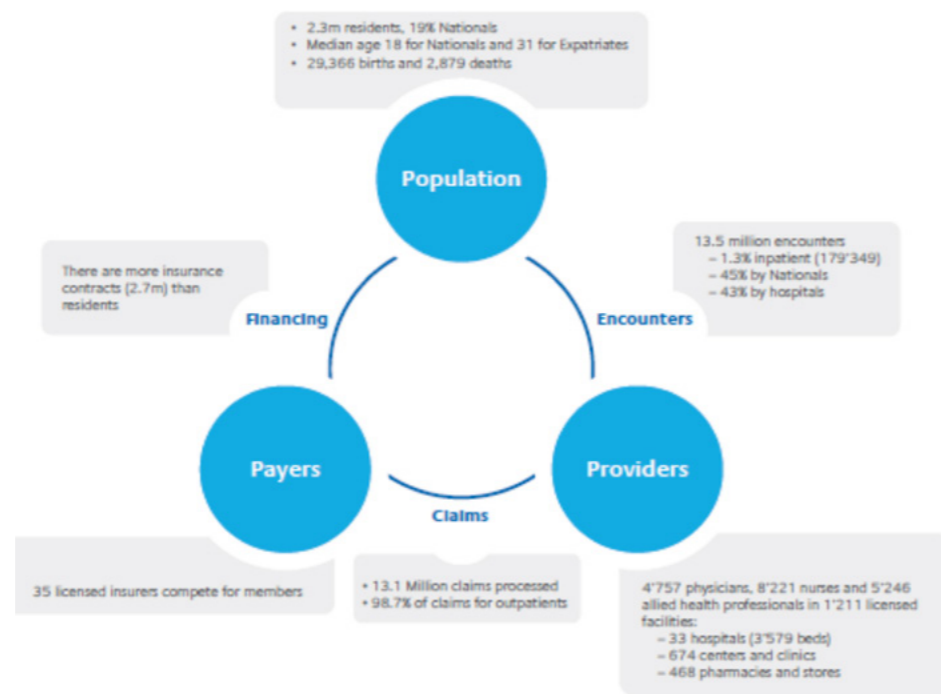 • 2.3m residents, 19% Nationals
• Median age 18 for Nationals and 31 for Expatriates
• 29,366 births and 2,879 deaths
Population
There are more insurance
contracts (2.7m) than
residents
Financing
13.5 million encounters
– 1.3% inpatient (179'349)
– 45% by Nationals
– 43% by hospitals
Encounters
Payers
Providers
Claims
35 licensed insurers compete for members
• 13.1 Million claims processed
• 98.7% of claims for outpatients
4'757 physicians, 8'221 nurses and 5'246
allied health professionals in 1'211 licensed
facilities:
– 33 hospitals (3'579 beds)
– 674 centers and clinics
– 468 pharmacies and stores